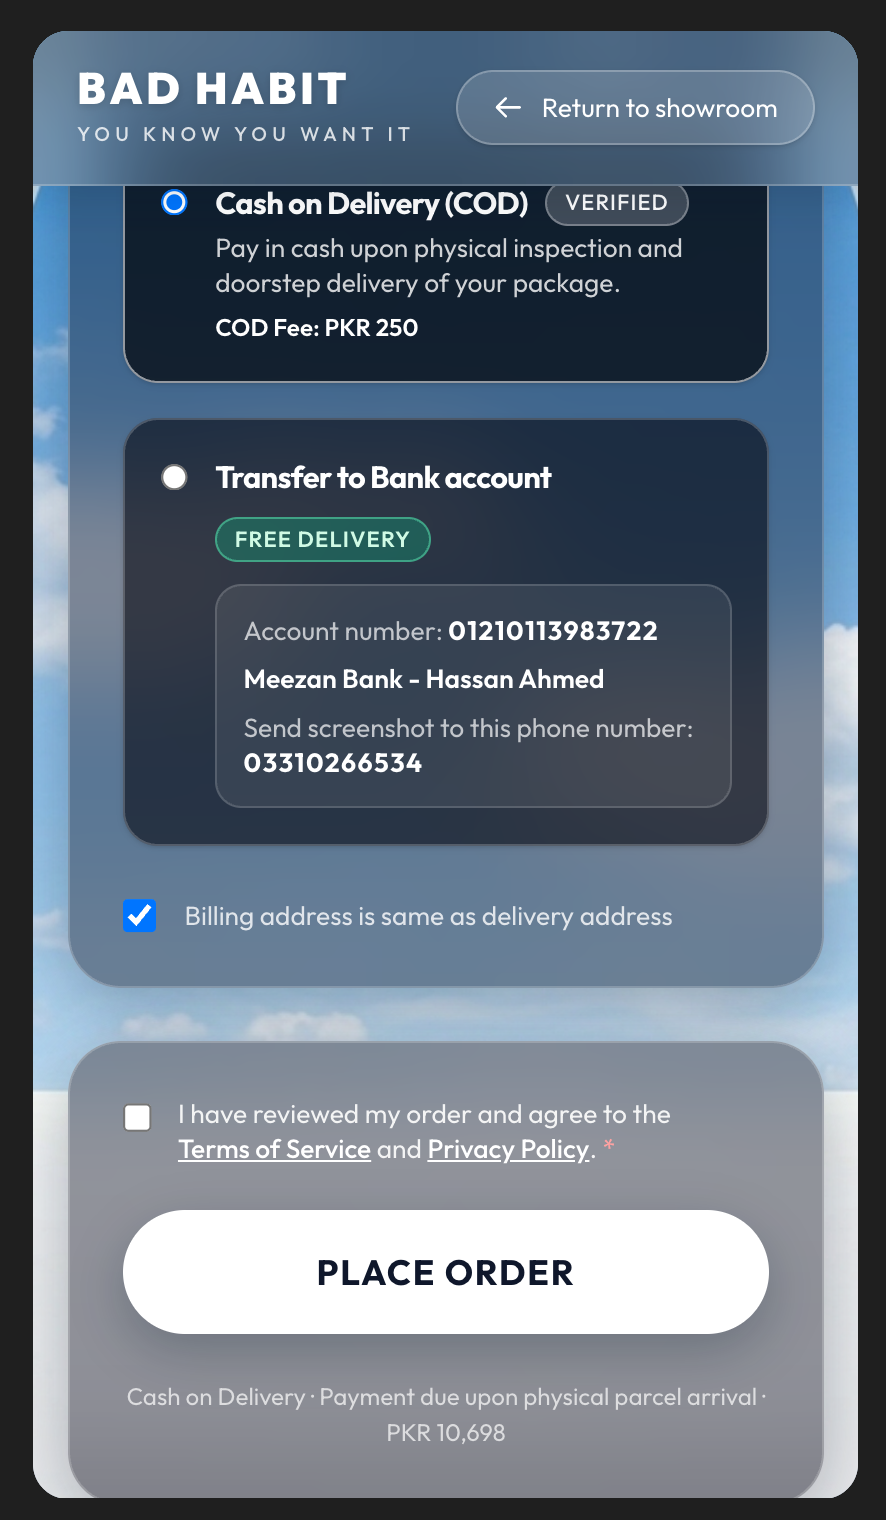 BAD HABIT
YOU KNOW YOU WANT IT
← Return to showroom
Cash on Delivery (COD) VERIFIED
Pay in cash upon physical inspection and
doorstep delivery of your package.
COD Fee: PKR 250
Transfer to Bank account
FREE DELIVERY
Account number: 01210113983722
Meezan Bank - Hassan Ahmed
Send screenshot to this phone number:
03310266534
Billing address is same as delivery address
I have reviewed my order and agree to the
Terms of Service and Privacy Policy. *
PLACE ORDER
Cash on Delivery · Payment due upon physical parcel arrival ·
PKR 10,698